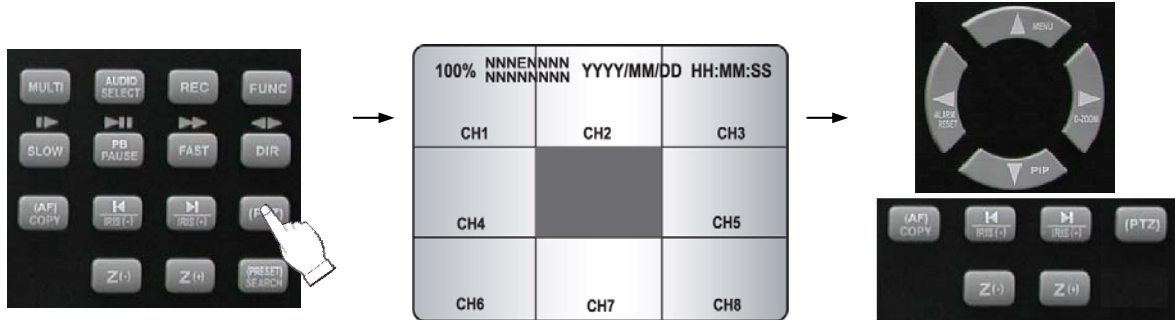 MULTI AUDIO SELECT REC FUNC
SLOW PB PAUSE FAST DIR
(AF) COPY IRIS(-) IRIS(+) (PTZ)
Z(-) Z(+) (PRESET) SEARCH
100% NNNENNNN NNNNNNNN YYYY/MM/DD HH:MM:SS
CH1 CH2 CH3
CH4 CH5
CH6 CH7 CH8
MENU
ALARM RESET D-ZOOM
PIP
(AF) COPY IRIS(-) IRIS(+) (PTZ)
Z(-) Z(+)